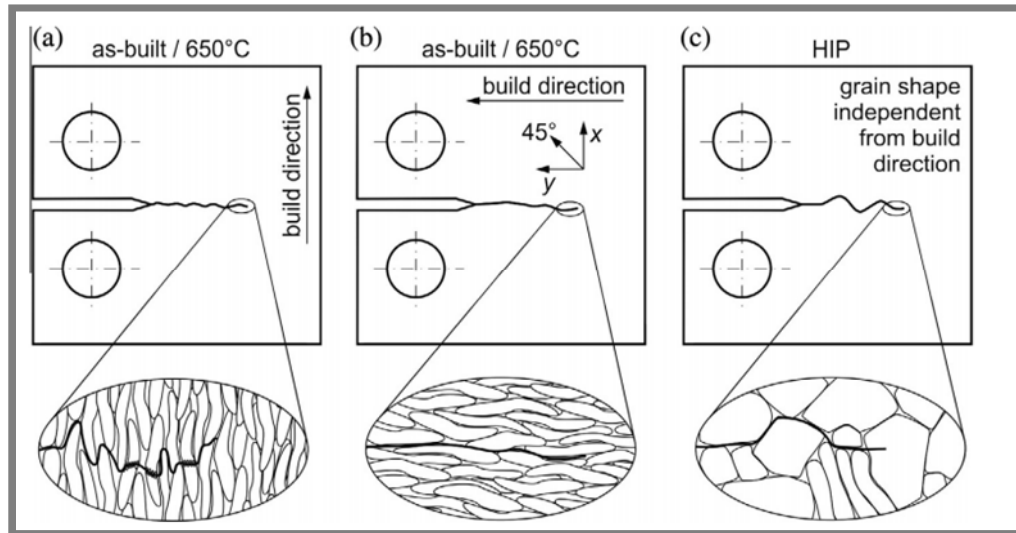 (a)
as-built / 650°C
build direction
(b)
as-built / 650°C
build direction
45°
x
y
(c)
HIP
grain shape
independent
from build
direction